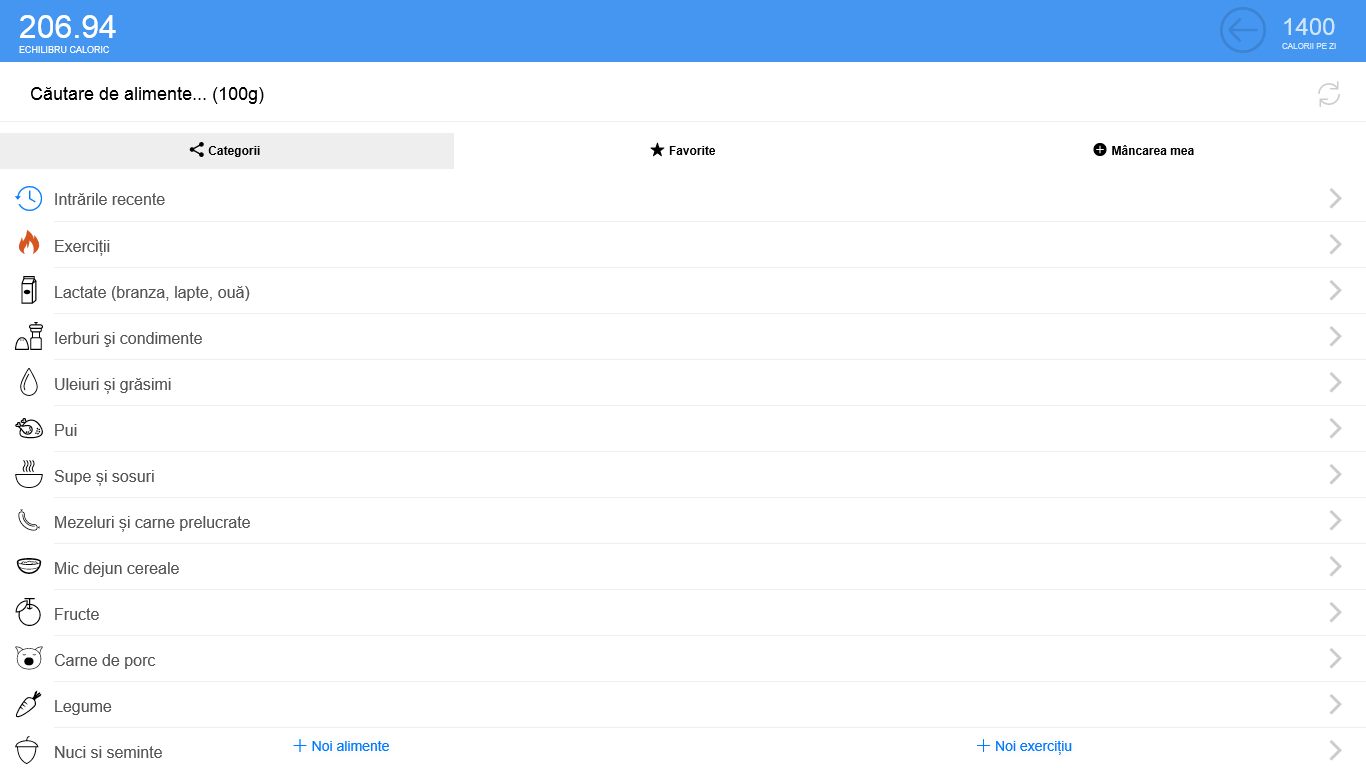 206.94
ECHILIBRU CALORIC
1400
CALORII PE ZI
Căutare de alimente... (100g)
Categorii
Favorite
Mâncarea mea
Intrările recente
Exerciții
Lactate (branza, lapte, ouă)
Ierburi şi condimente
Uleiuri și grăsimi
Pui
Supe și sosuri
Mezeluri și carne prelucrate
Mic dejun cereale
Fructe
Carne de porc
Legume
Nuci si seminte
Noi alimente
Noi exercițiu